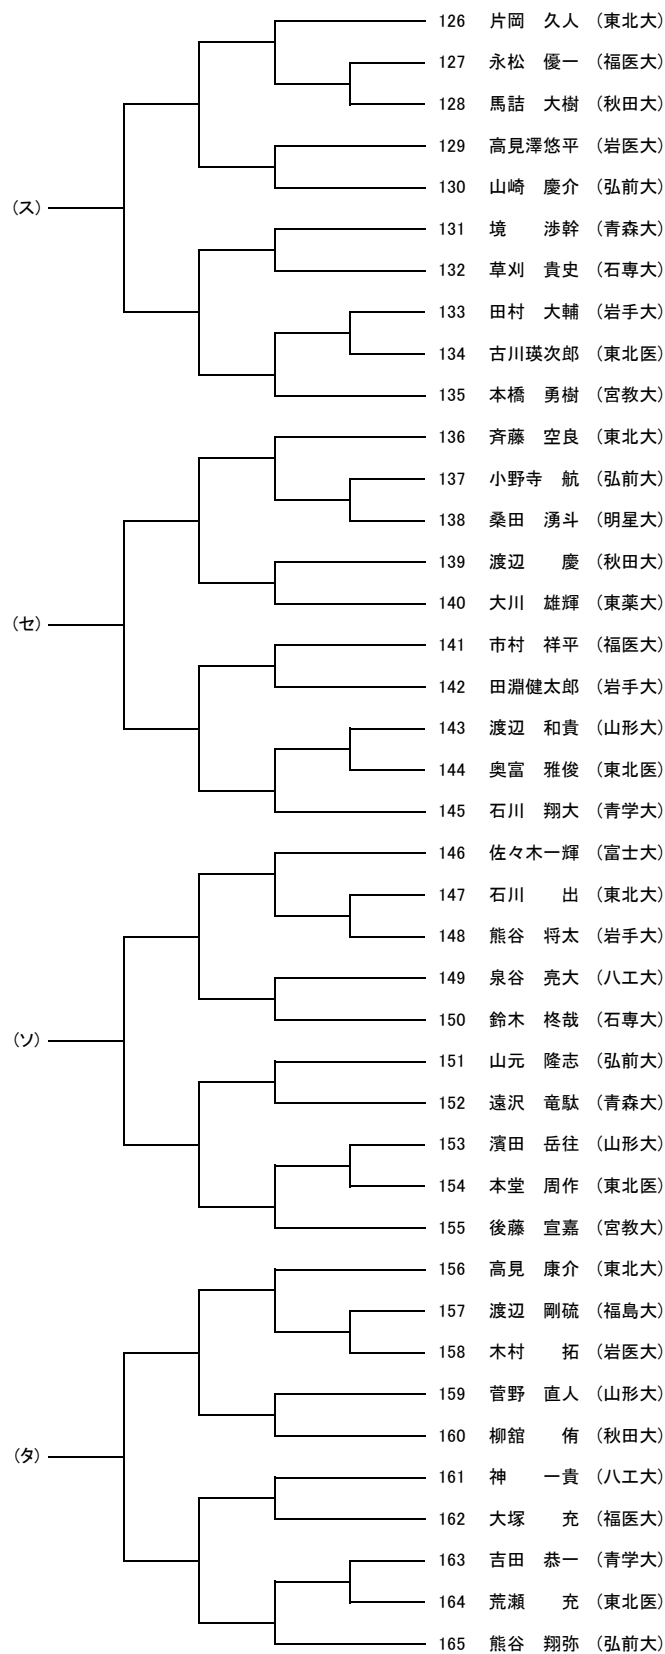 126 片岡 久人 （東北大）
127 永松 優一 （福医大）
128 馬詰 大樹 （秋田大）
129 高見澤悠平 （岩医大）
130 山崎 慶介 （弘前大）
（ス）
131 境 渉幹 （青森大）
132 草刈 貴史 （石専大）
133 田村 大輔 （岩手大）
134 古川瑛次郎 （東北医）
135 本橋 勇樹 （宮教大）
136 斉藤 空良 （東北大）
137 小野寺 航 （弘前大）
138 桑田 湧斗 （明星大）
139 渡辺 慶 （秋田大）
140 大川 雄輝 （東薬大）
（セ）
141 市村 祥平 （福医大）
142 田淵健太郎 （岩手大）
143 渡辺 和貴 （山形大）
144 奥富 雅俊 （東北医）
145 石川 翔大 （青学大）
146 佐々木一輝 （富士大）
147 石川 出 （東北大）
148 熊谷 将太 （岩手大）
149 泉谷 亮大 （八工大）
150 鈴木 柊哉 （石専大）
（ソ）
151 山元 隆志 （弘前大）
152 遠沢 竜駄 （青森大）
153 濱田 岳往 （山形大）
154 本堂 周作 （東北医）
155 後藤 宣嘉 （宮教大）
156 高見 康介 （東北大）
157 渡辺 剛硫 （福島大）
158 木村 拓 （岩医大）
159 菅野 直人 （山形大）
160 柳舘 侑 （秋田大）
（タ）
161 神 一貴 （八工大）
162 大塚 充 （福医大）
163 吉田 恭一 （青学大）
164 荒瀬 充 （東北医）
165 熊谷 翔弥 （弘前大）